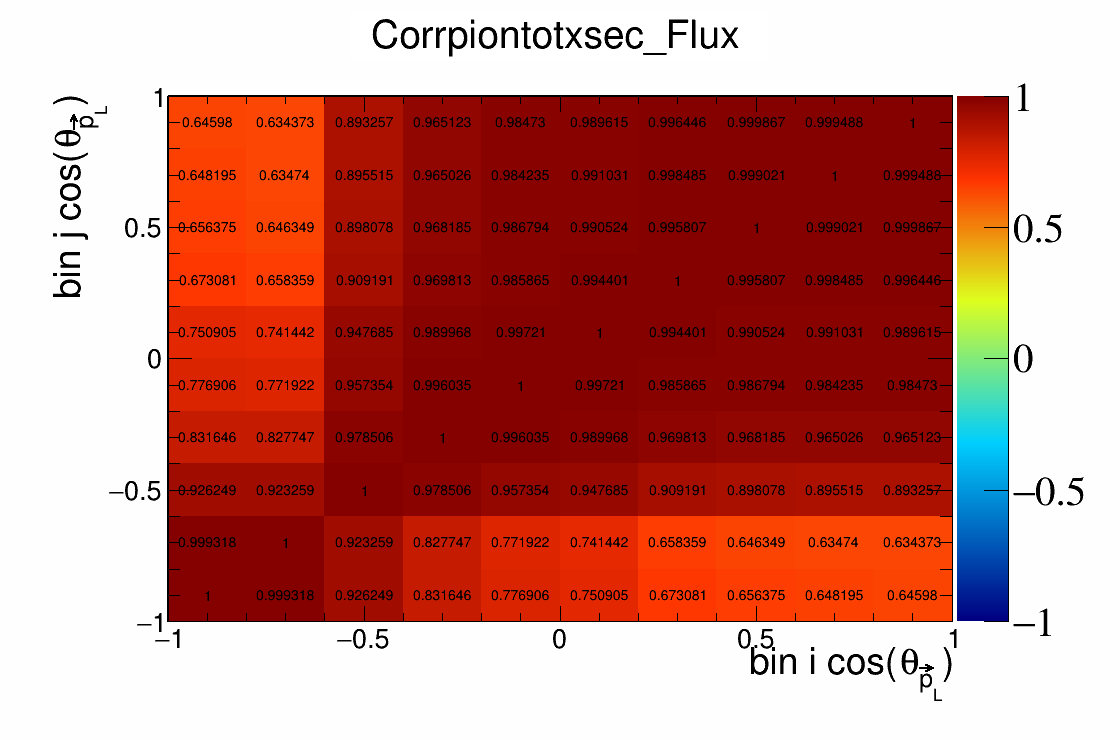 Corrpiontotxsec_Flux
bin j cos(θ_p⃗_L)
1 0.64598 0.634373 0.893257 0.965123 0.98473 0.989615 0.996446 0.999867 0.999488 1 1
0.648195 0.63474 0.895515 0.965026 0.984235 0.991031 0.998485 0.999021 1 0.999488
0.5 0.656375 0.646349 0.898078 0.968185 0.986794 0.990524 0.995807 1 0.999021 0.999867 0.5
0.673081 0.658359 0.909191 0.969813 0.985865 0.994401 1 0.995807 0.998485 0.996446
0.750905 0.741442 0.947685 0.989968 0.99721 1 0.994401 0.990524 0.991031 0.989615
0 0
0.776906 0.771922 0.957354 0.996035 1 0.99721 0.985865 0.986794 0.984235 0.98473
0.831646 0.827747 0.978506 1 0.996035 0.989968 0.969813 0.968185 0.965026 0.965123
−0.5 0.926249 0.923259 1 0.978506 0.957354 0.947685 0.909191 0.898078 0.895515 0.893257 −0.5
0.999318 1 0.923259 0.827747 0.771922 0.741442 0.658359 0.646349 0.63474 0.634373
1 0.999318 0.926249 0.831646 0.776906 0.750905 0.673081 0.656375 0.648195 0.64598
−1 −1
−1 −0.5 0 0.5 1
bin i cos(θ_p⃗_L)